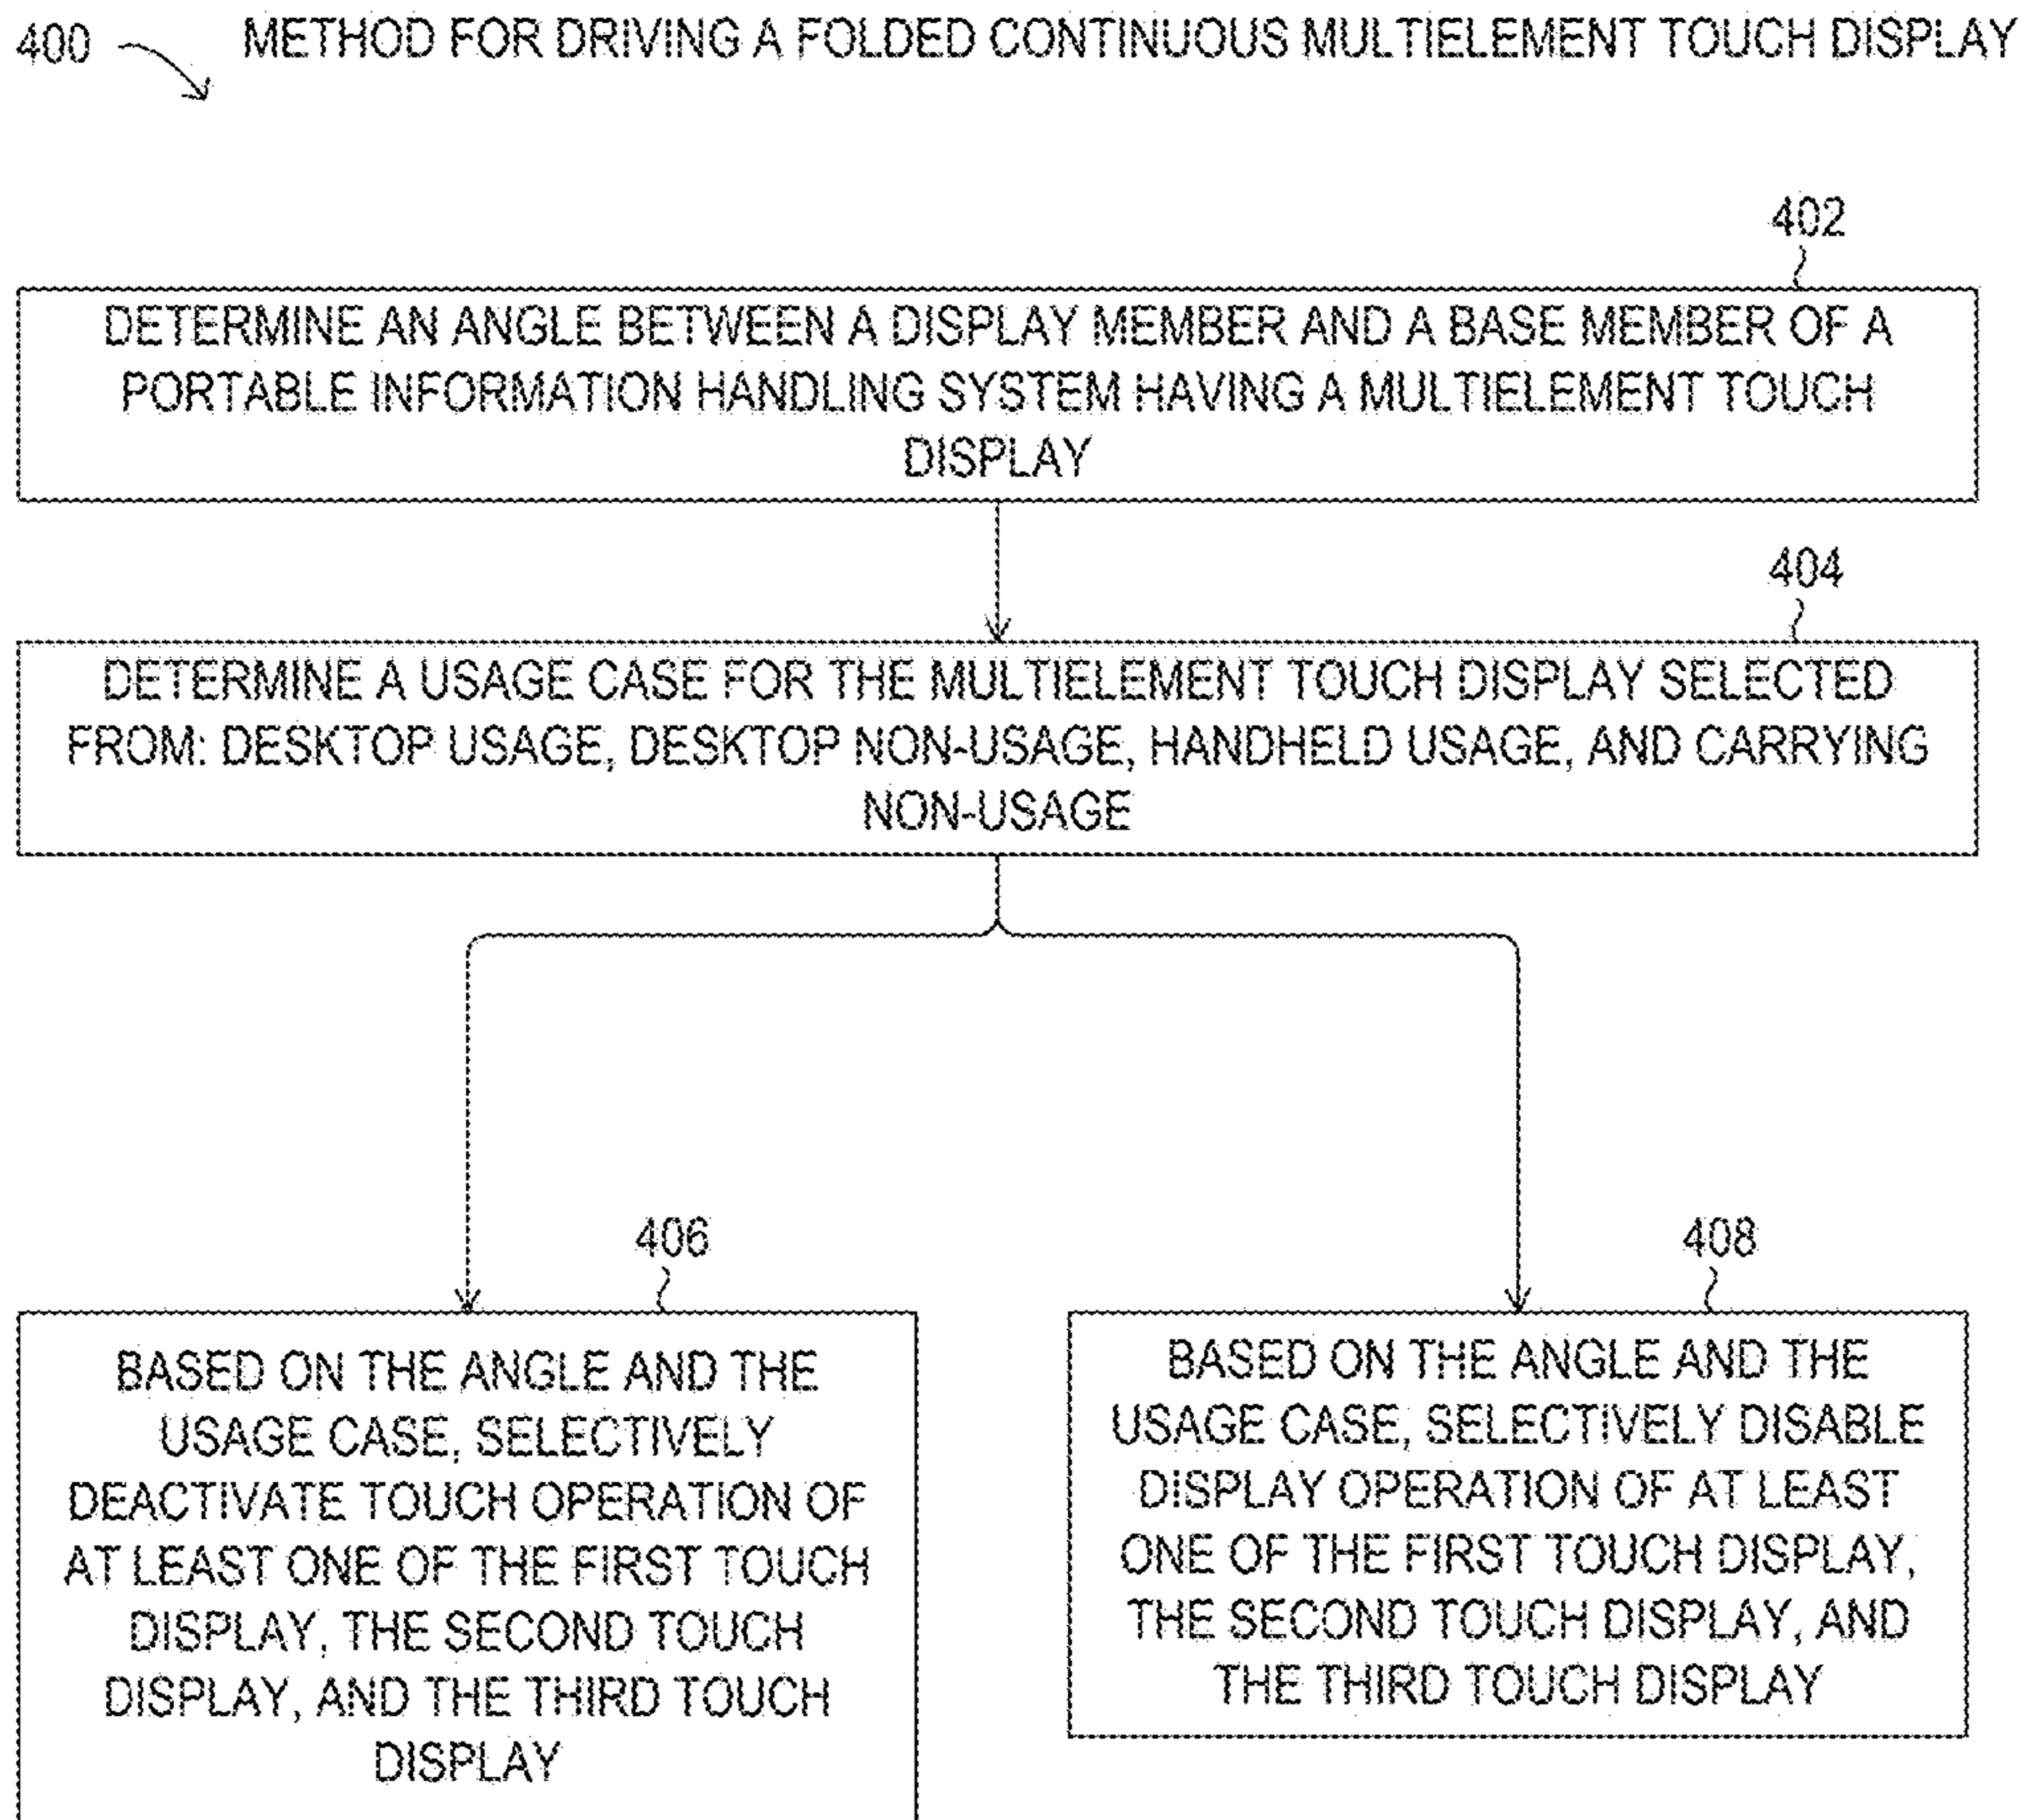 400 METHOD FOR DRIVING A FOLDED CONTINUOUS MULTIELEMENT TOUCH DISPLAY
402
DETERMINE AN ANGLE BETWEEN A DISPLAY MEMBER AND A BASE MEMBER OF A
PORTABLE INFORMATION HANDLING SYSTEM HAVING A MULTIELEMENT TOUCH
DISPLAY
404
DETERMINE A USAGE CASE FOR THE MULTIELEMENT TOUCH DISPLAY SELECTED
FROM: DESKTOP USAGE, DESKTOP NON-USAGE, HANDHELD USAGE, AND CARRYING
NON-USAGE
406
BASED ON THE ANGLE AND THE
USAGE CASE, SELECTIVELY
DEACTIVATE TOUCH OPERATION OF
AT LEAST ONE OF THE FIRST TOUCH
DISPLAY, THE SECOND TOUCH
DISPLAY, AND THE THIRD TOUCH
DISPLAY
408
BASED ON THE ANGLE AND THE
USAGE CASE, SELECTIVELY DISABLE
DISPLAY OPERATION OF AT LEAST
ONE OF THE FIRST TOUCH DISPLAY,
THE SECOND TOUCH DISPLAY, AND
THE THIRD TOUCH DISPLAY